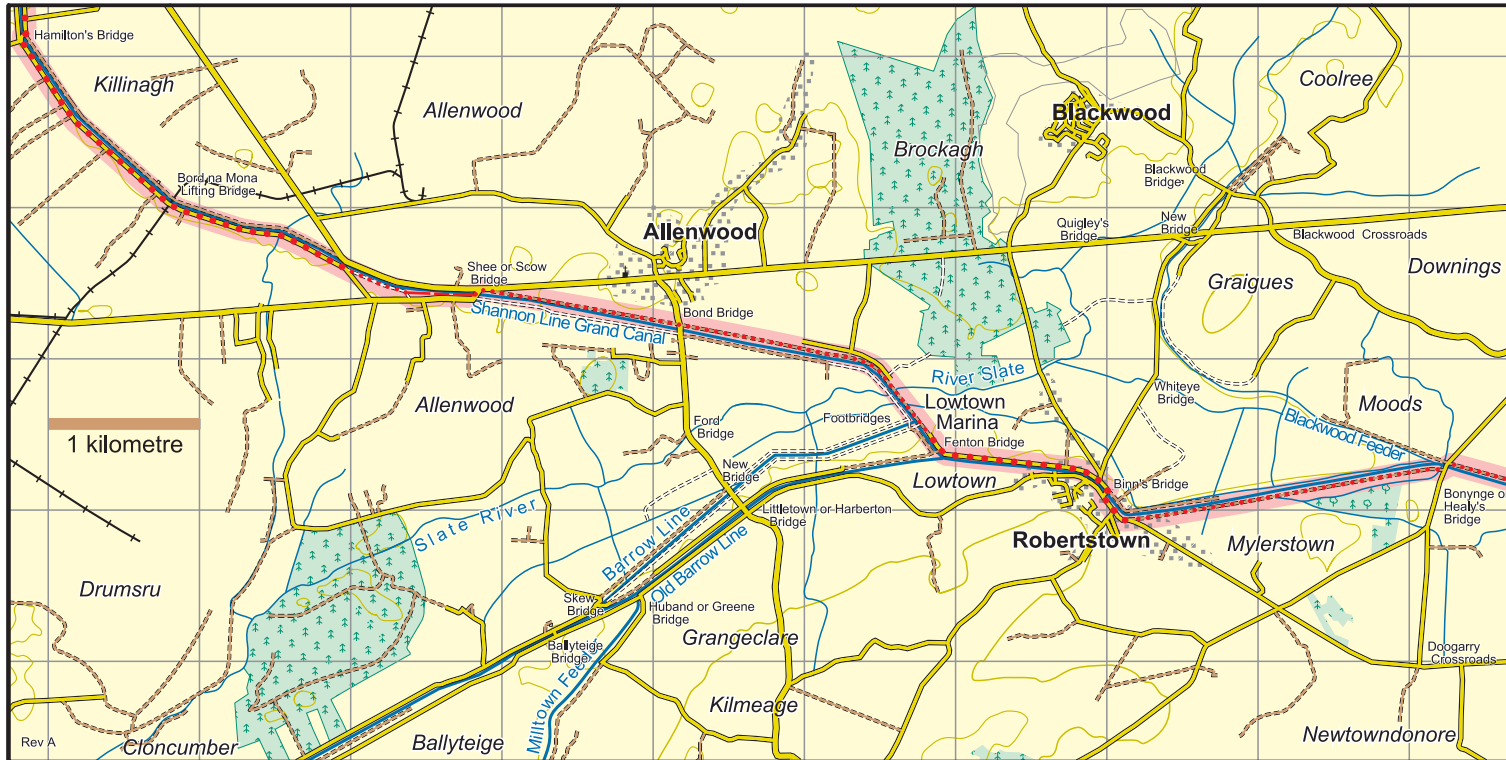 Hamilton's Bridge
Killinagh
Allenwood
Coolree
Blackwood
Brockagh
Bord na Mona
Lifting Bridge
Blackwood
Bridge
Allenwood
Quigley's
Bridge
New
Bridge
Blackwood Crossroads
Shee or Scow
Bridge
Downings
Graigues
Shannon Line Grand Canal
Bond Bridge
River Slate
Whiteye
Bridge
Moods
Allenwood
Lowtown
Marina
Footbridges
Ford
Bridge
1 kilometre
Fenton Bridge
Blackwood Feeder
New
Bridge
Lowtown
Binn's Bridge
Bonynge or
Healy's
Bridge
Littletown or Harberton
Bridge
Slate River
Robertstown
Mylerstown
Barrow Line
Old Barrow Line
Drumsru
Skew
Bridge
Huband or Greene
Bridge
Grangeclare
Ballyteige
Bridge
Doogarry
Crossroads
Milltown Feeder
Kilmeage
Rev A
Cloncumber
Ballyteige
Newtowndonore